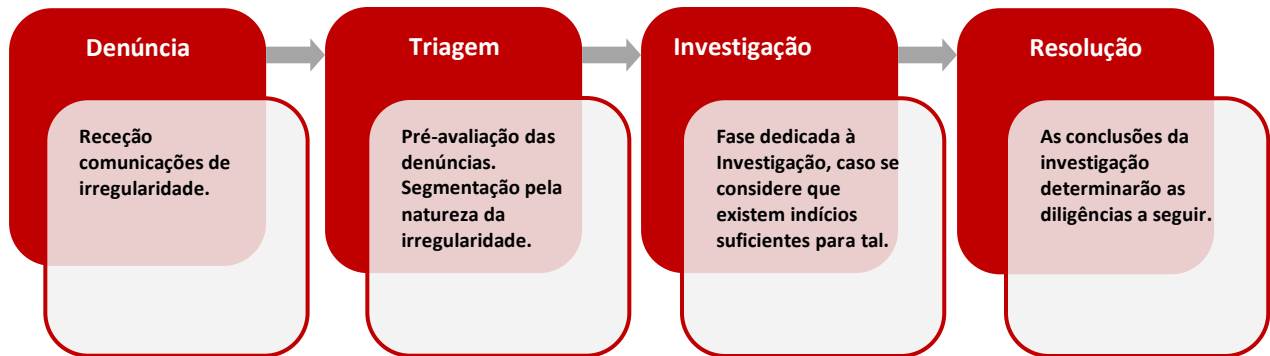 Denúncia
Receção
comunicações de
irregularidade.
Triagem
Pré-avaliação das
denúncias.
Segmentação pela
natureza da
irregularidade.
Investigação
Fase dedicada à
Investigação, caso se
considere que
existem indícios
suficientes para tal.
Resolução
As conclusões da
investigação
determinarão as
diligências a seguir.